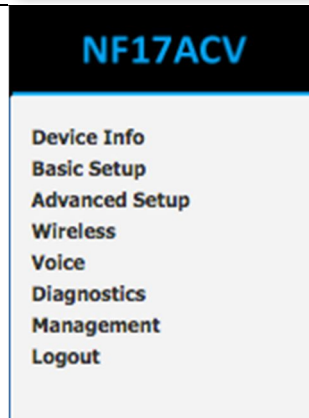 NF17ACV
Device Info
Basic Setup
Advanced Setup
Wireless
Voice
Diagnostics
Management
Logout